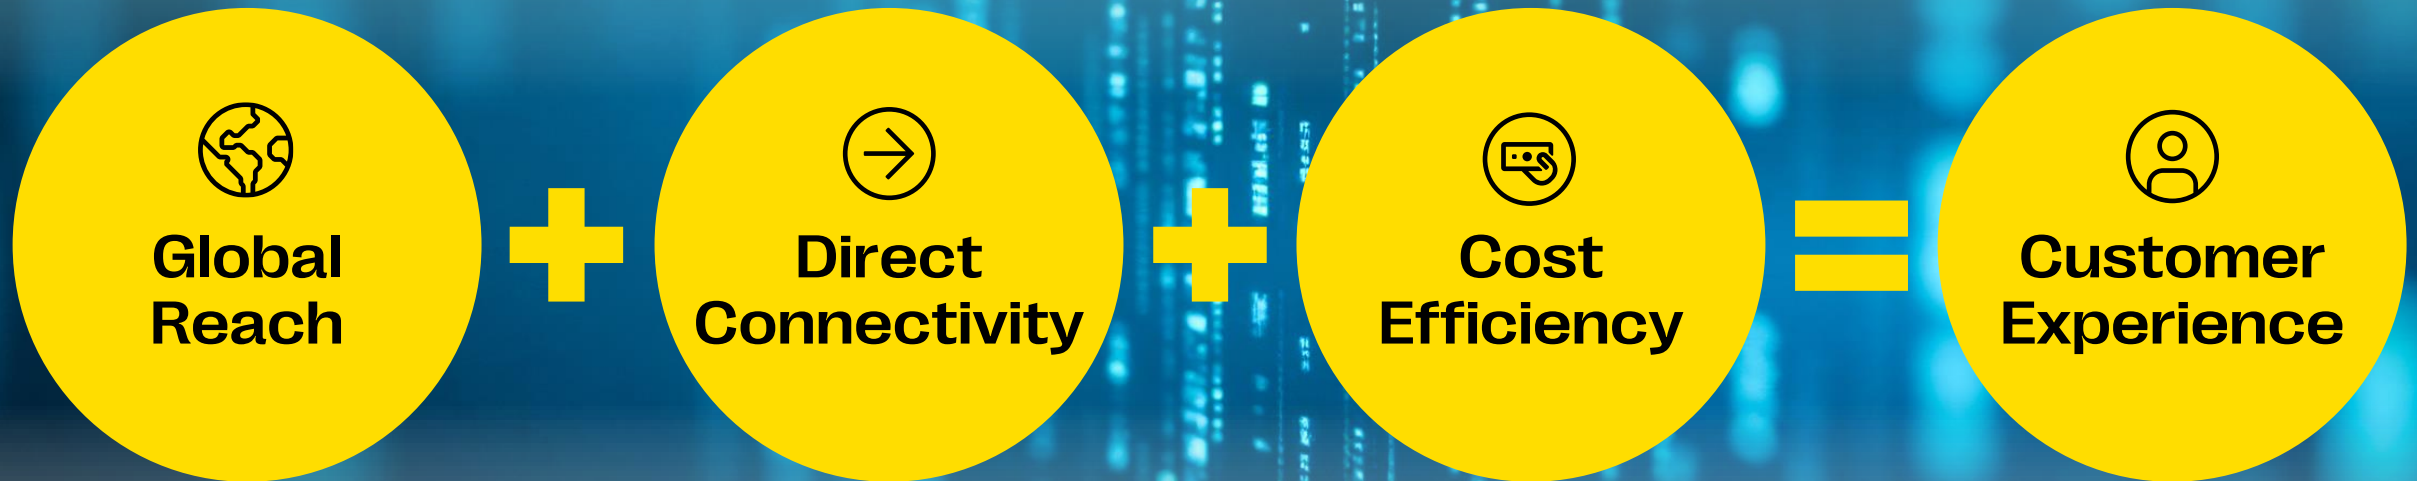 Global
Reach
+
Direct
Connectivity
+
Cost
Efficiency
=
Customer
Experience